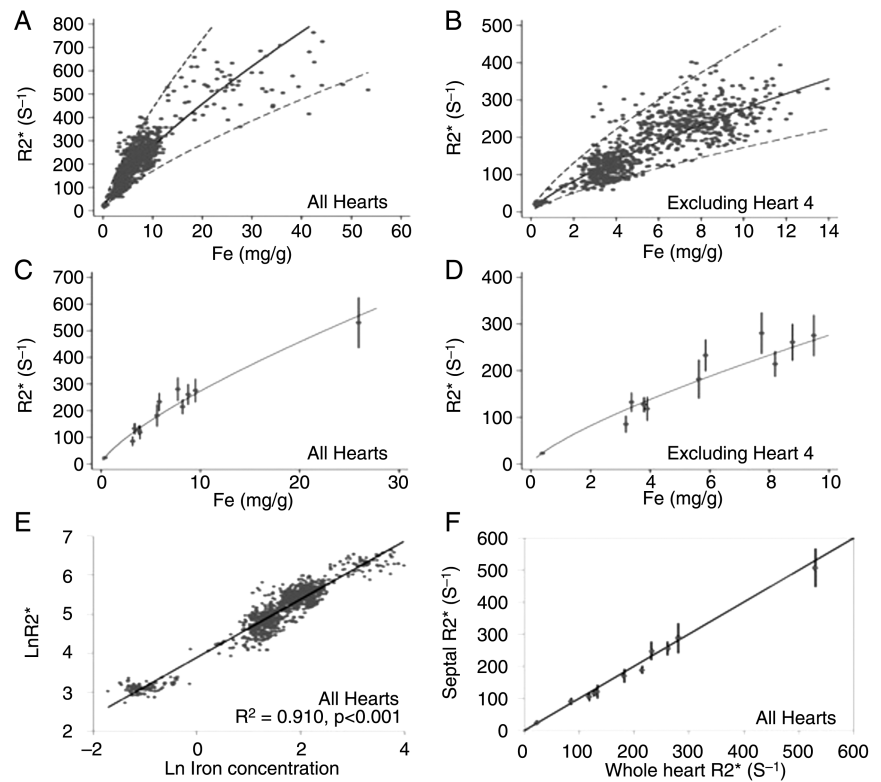 A
800
700
600
500
400
300
200
100
0
R2* (S⁻¹)
0 10 20 30 40 50 60
Fe (mg/g)
All Hearts
B
500
400
300
200
100
0
R2* (S⁻¹)
0 2 4 6 8 10 12 14
Fe (mg/g)
Excluding Heart 4
C
700
600
500
400
300
200
100
0
R2* (S⁻¹)
0 10 20 30
Fe (mg/g)
All Hearts
D
400
300
200
100
0
R2* (S⁻¹)
0 2 4 6 8 10
Fe (mg/g)
Excluding Heart 4
E
7
6
5
4
3
2
LnR2*
–2 0 2 4
Ln Iron concentration
All Hearts
R² = 0.910, p<0.001
F
600
500
400
300
200
100
0
Septal R2* (S⁻¹)
0 100 200 300 400 500 600
Whole heart R2* (S⁻¹)
All Hearts